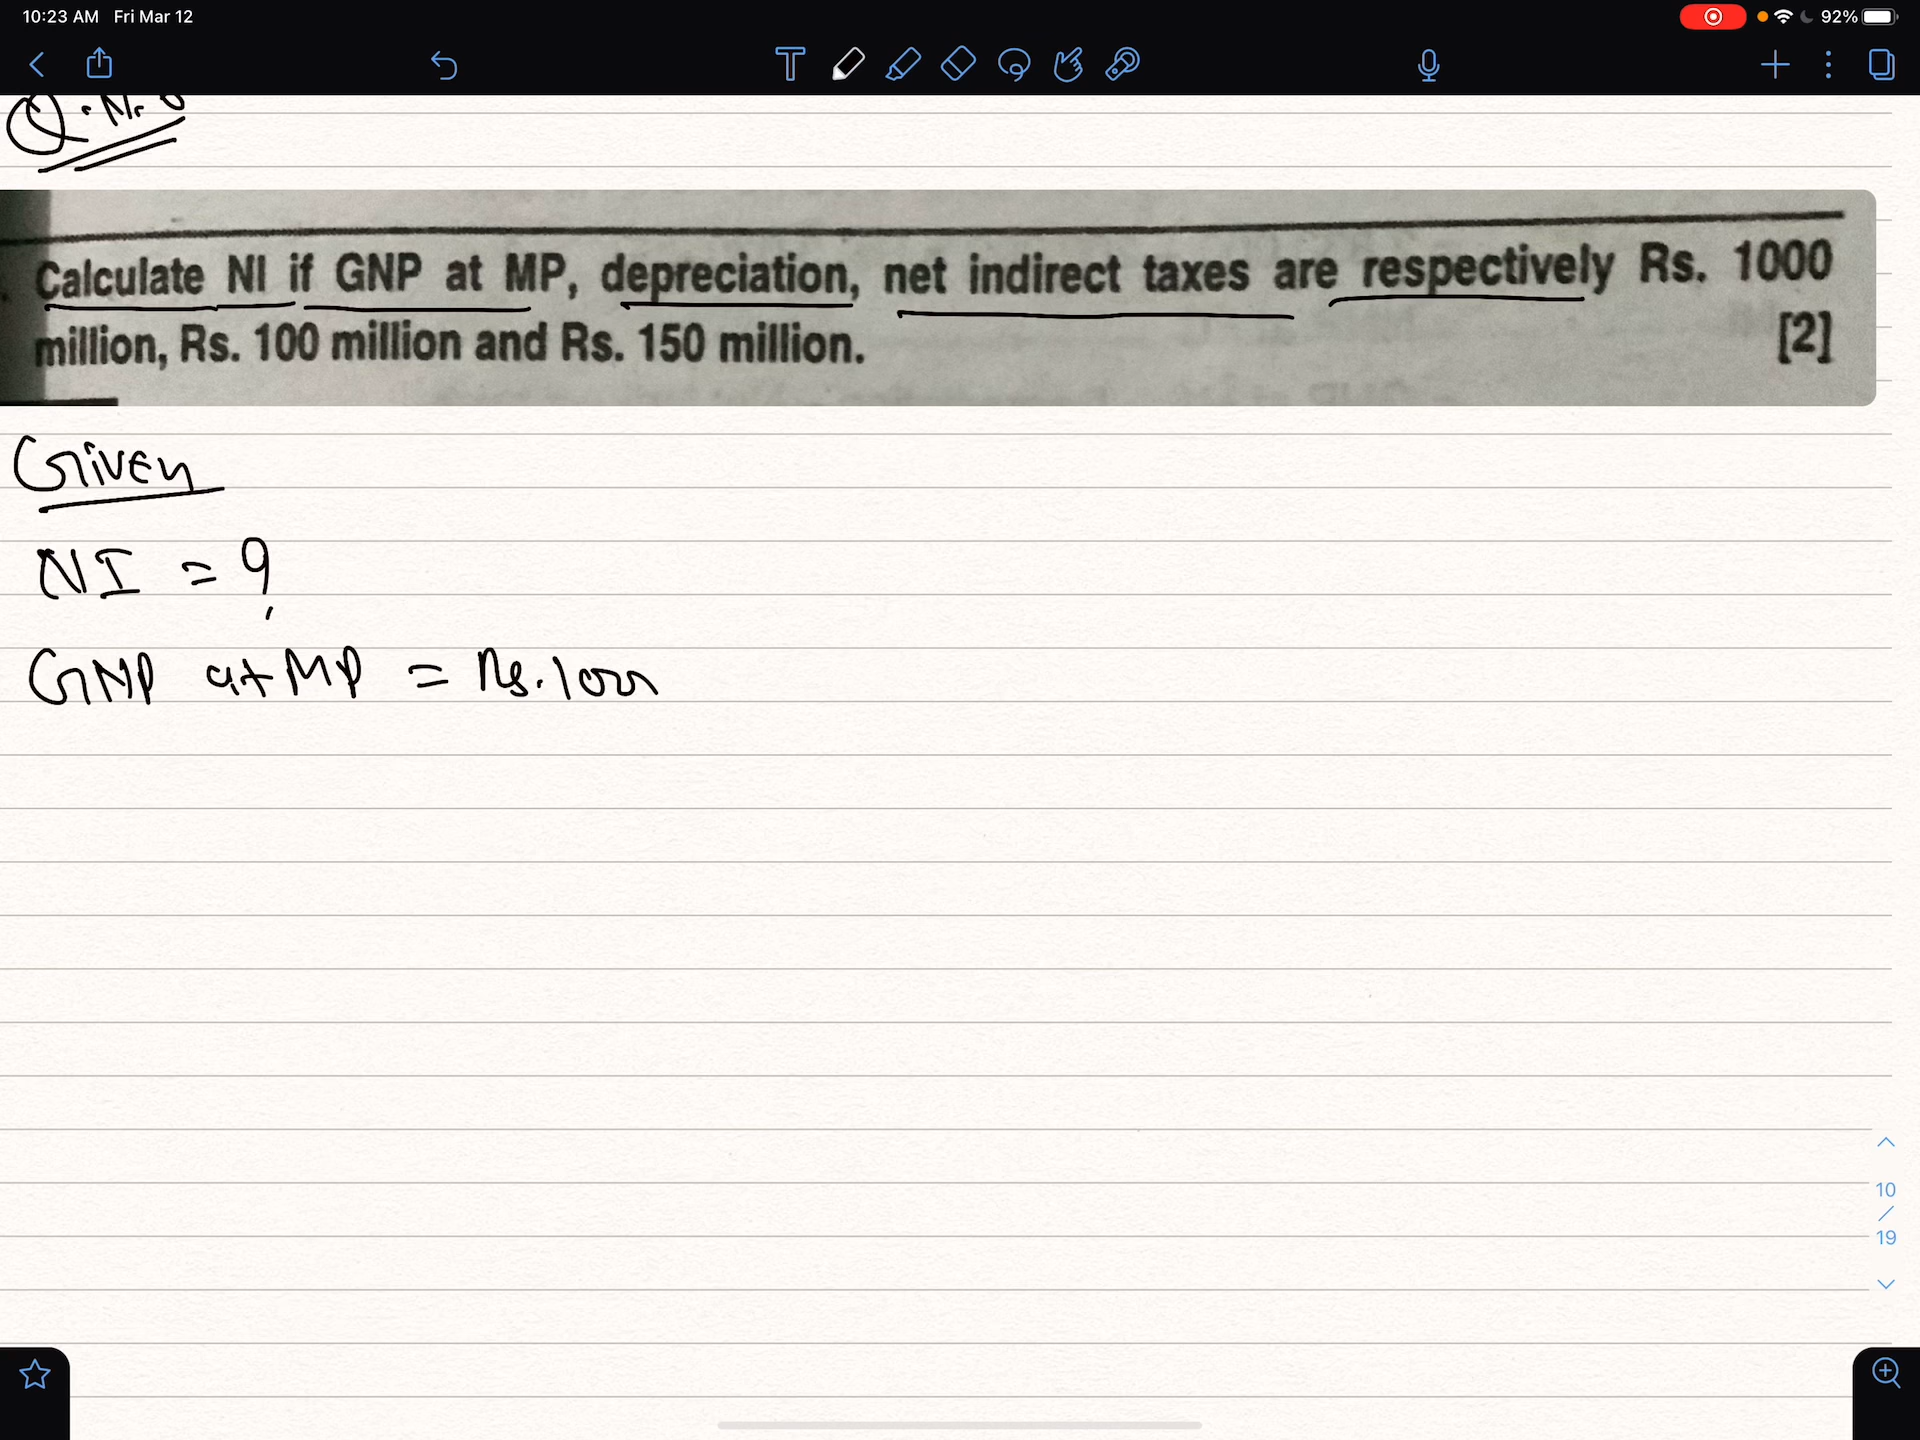 10:23 AM Fri Mar 12
92%
Calculate NI if GNP at MP, depreciation, net indirect taxes are respectively Rs. 1000
million, Rs. 100 million and Rs. 150 million. [2]
Given
NI = ?
GNP at MP = Rs. 1000
10
/
19